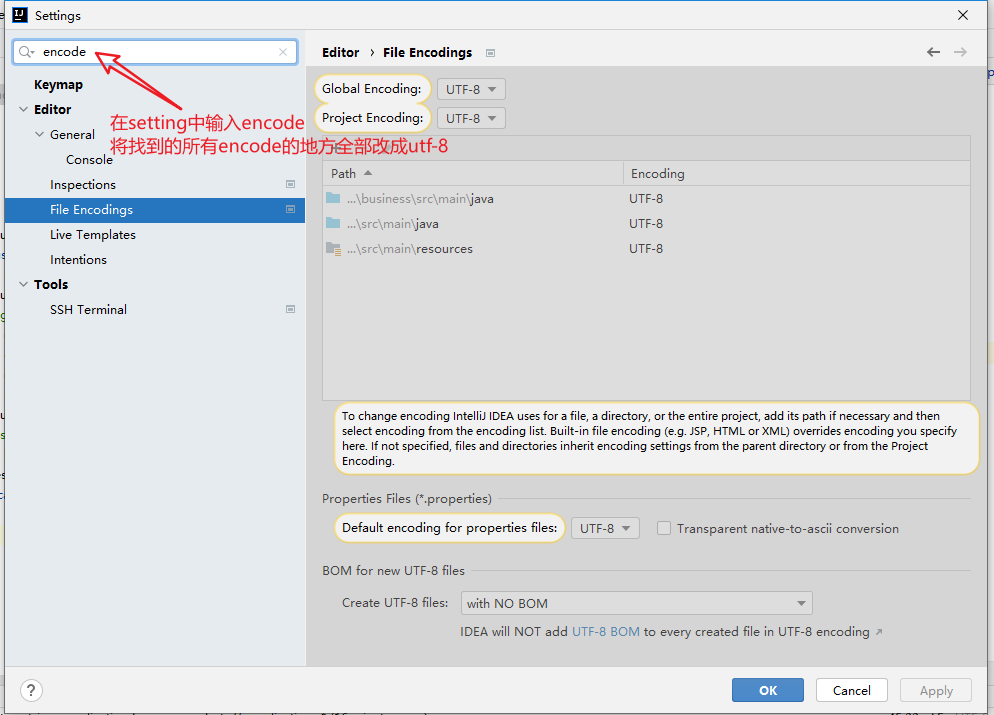 Settings
encode
Editor › File Encodings
Keymap
Editor
General
Console
Inspections
File Encodings
Live Templates
Intentions
Tools
SSH Terminal
在setting中输入encode
将找到的所有encode的地方全部改成utf-8
Global Encoding: UTF-8
Project Encoding: UTF-8
Path Encoding
...\business\src\main\java UTF-8
...\src\main\java UTF-8
...\src\main\resources UTF-8
To change encoding IntelliJ IDEA uses for a file, a directory, or the entire project, add its path if necessary and then
select encoding from the encoding list. Built-in file encoding (e.g. JSP, HTML or XML) overrides encoding you specify
here. If not specified, files and directories inherit encoding settings from the parent directory or from the Project
Encoding.
Properties Files (*.properties)
Default encoding for properties files: UTF-8 Transparent native-to-ascii conversion
BOM for new UTF-8 files
Create UTF-8 files: with NO BOM
IDEA will NOT add UTF-8 BOM to every created file in UTF-8 encoding ↗
? OK Cancel Apply